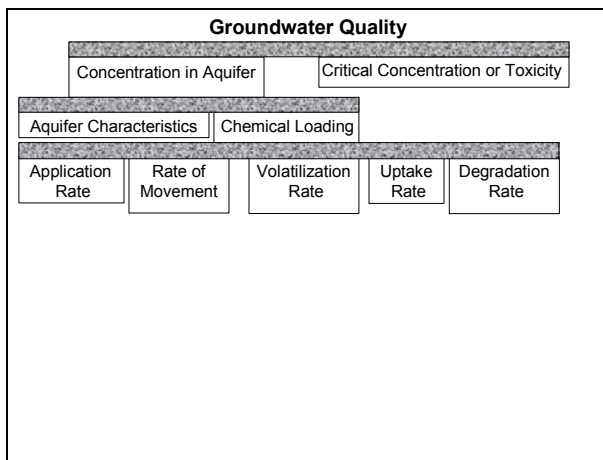 Groundwater Quality
Concentration in Aquifer
Critical Concentration or Toxicity
Aquifer Characteristics
Chemical Loading
Application
Rate
Rate of
Movement
Volatilization
Rate
Uptake
Rate
Degradation
Rate